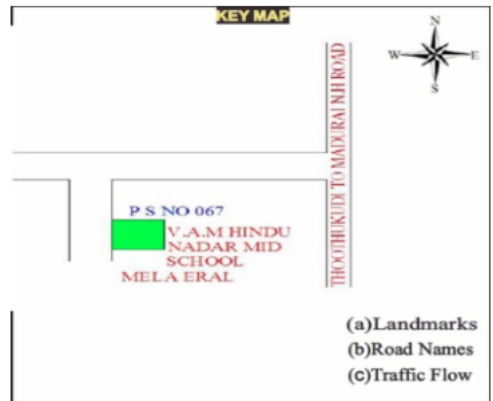 KEY MAP
N
W E
S
THOOTHUKUDI TO MADURAI N.H ROAD
P S NO 067
V.A.M HINDU
NADAR MID
SCHOOL
MELA ERAL
(a)Landmarks
(b)Road Names
(c)Traffic Flow